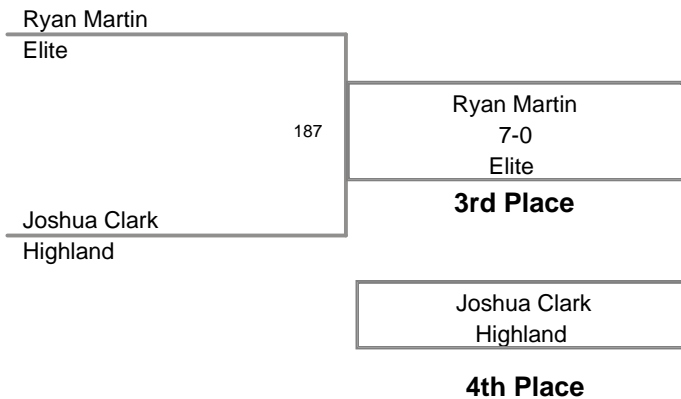 Ryan Martin
Elite
187
Ryan Martin
7-0
Elite
3rd Place
Joshua Clark
Highland
Joshua Clark
Highland
4th Place